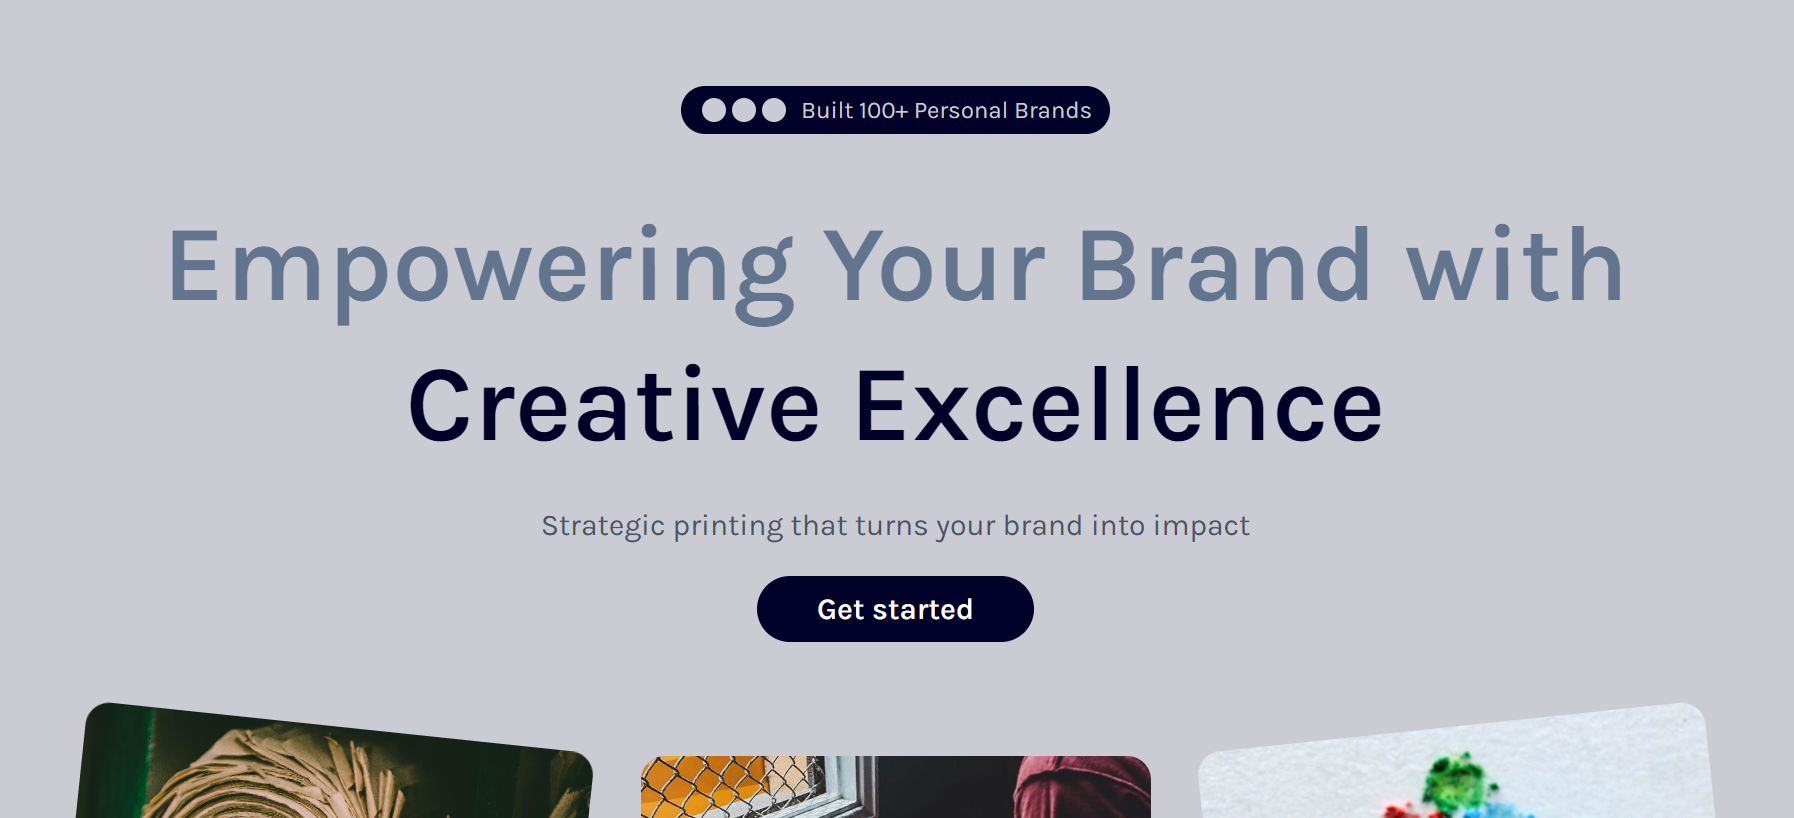 Built 100+ Personal Brands
Empowering Your Brand with
Creative Excellence
Strategic printing that turns your brand into impact
Get started